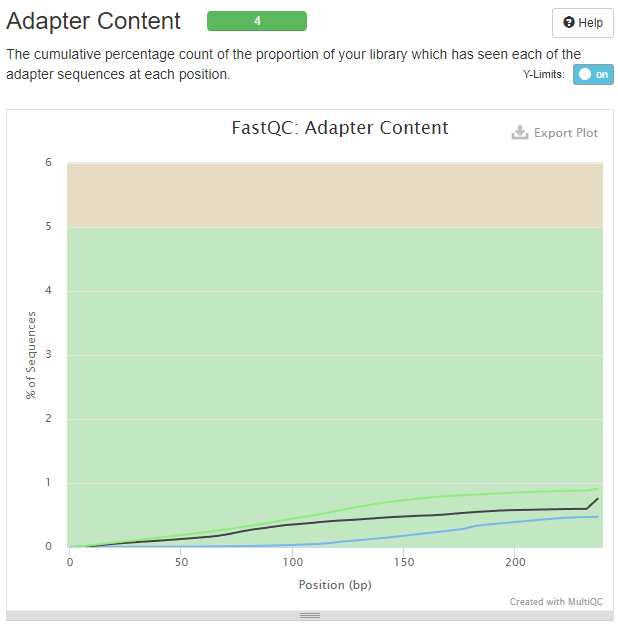 Adapter Content
4
Help
The cumulative percentage count of the proportion of your library which has seen each of the
adapter sequences at each position.
Y-Limits: on
FastQC: Adapter Content
Export Plot
6
5
4
3
2
1
0
% of Sequences
0 50 100 150 200
Position (bp)
Created with MultiQC